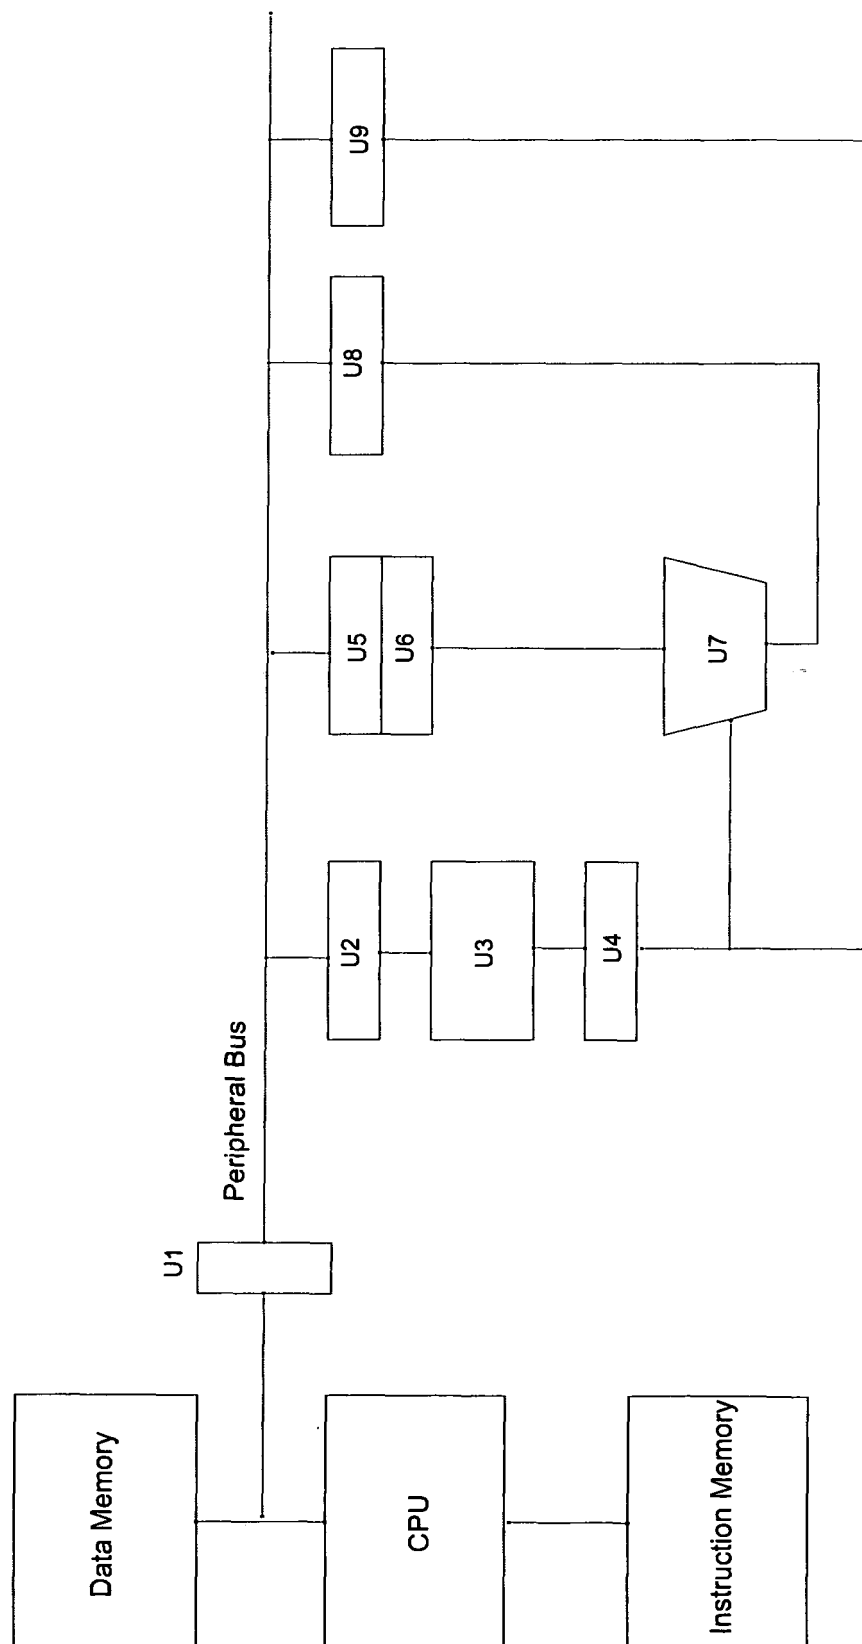 Data Memory
CPU
Instruction Memory
U1
Peripheral Bus
U2
U3
U4
U5
U6
U7
U8
U9